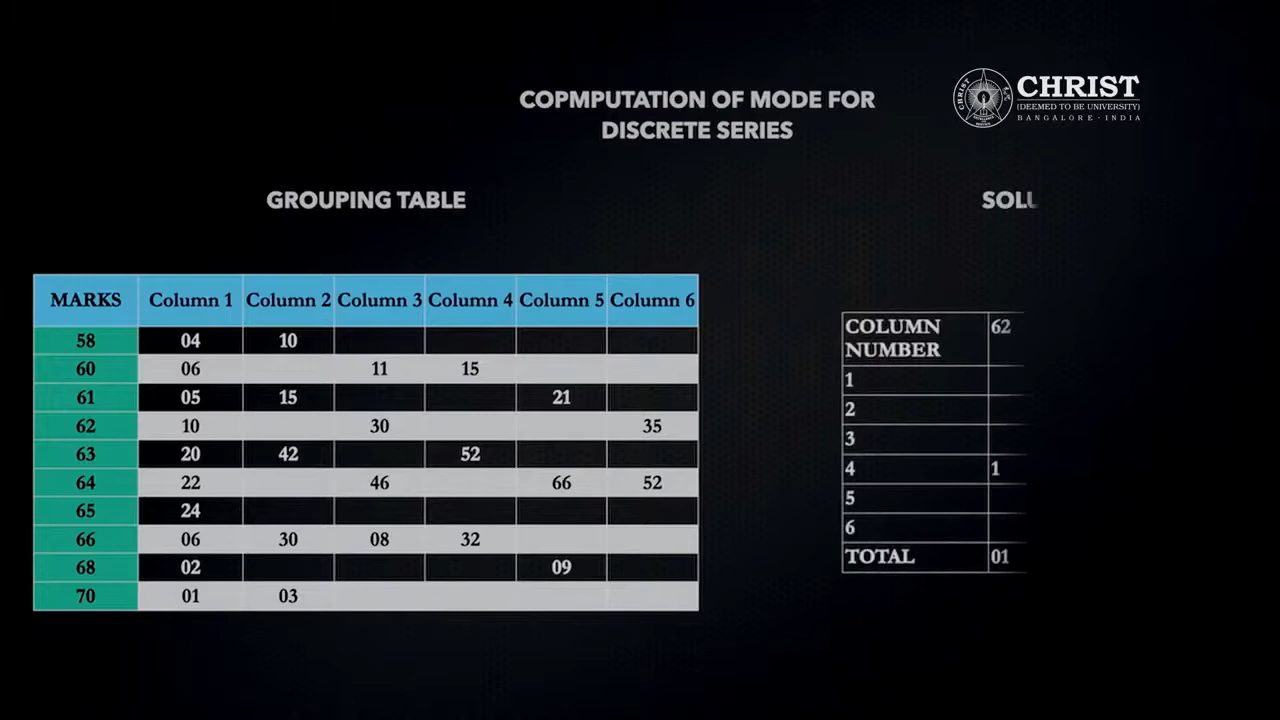 COPMPUTATION OF MODE FOR
DISCRETE SERIES
CHRIST
(DEEMED TO BE UNIVERSITY)
BANGALORE · INDIA
GROUPING TABLE
SOLU
MARKS Column 1 Column 2 Column 3 Column 4 Column 5 Column 6
58 04 10
60 06 11 15
61 05 15 21
62 10 30 35
63 20 42 52
64 22 46 66 52
65 24
66 06 30 08 32
68 02 09
70 01 03
COLUMN 62
NUMBER
1
2
3
4 1
5
6
TOTAL 01